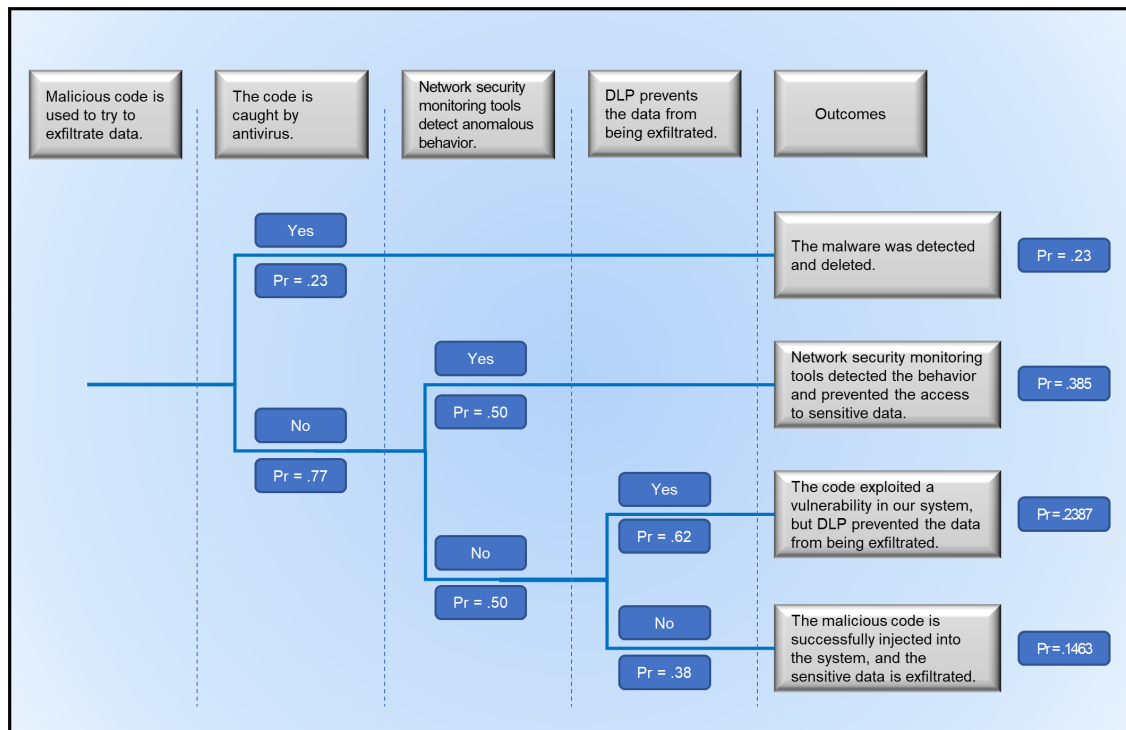 Malicious code is
used to try to
exfiltrate data.
The code is
caught by
antivirus.
Network security
monitoring tools
detect anomalous
behavior.
DLP prevents
the data from
being exfiltrated.
Outcomes
Yes
Pr = .23
The malware was detected
and deleted.
Pr = .23
Yes
Pr = .50
Network security monitoring
tools detected the behavior
and prevented the access
to sensitive data.
Pr = .385
No
Pr = .77
Yes
Pr = .62
The code exploited a
vulnerability in our system,
but DLP prevented the data
from being exfiltrated.
Pr = .2387
No
Pr = .50
No
Pr = .38
The malicious code is
successfully injected into
the system, and the
sensitive data is exfiltrated.
Pr = .1463